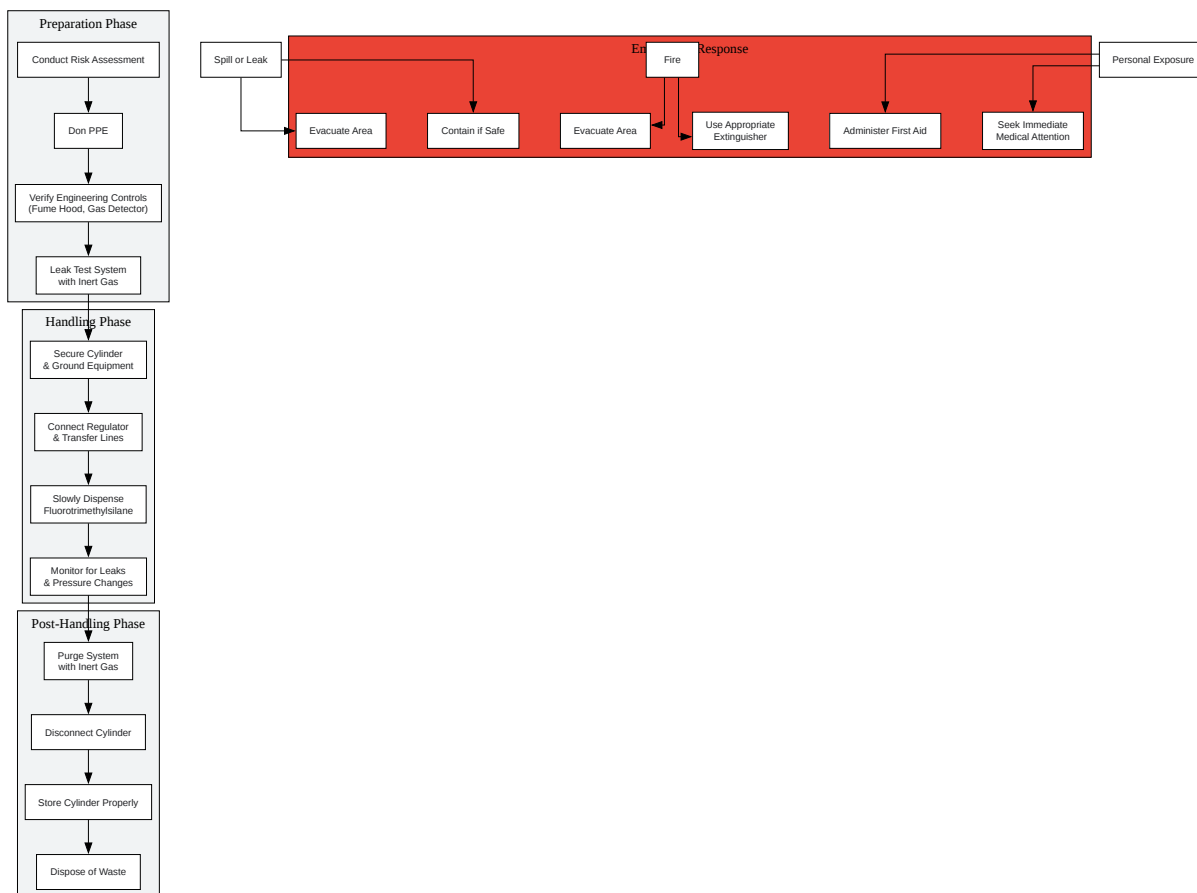 Preparation Phase
Conduct Risk Assessment
Don PPE
Verify Engineering Controls
(Fume Hood, Gas Detector)
Leak Test System
with Inert Gas
Handling Phase
Secure Cylinder
& Ground Equipment
Connect Regulator
& Transfer Lines
Slowly Dispense
Fluorotrimethylsilane
Monitor for Leaks
& Pressure Changes
Post-Handling Phase
Purge System
with Inert Gas
Disconnect Cylinder
Store Cylinder Properly
Dispose of Waste
Response
Spill or Leak
Fire
Personal Exposure
Evacuate Area
Contain if Safe
Evacuate Area
Use Appropriate
Extinguisher
Administer First Aid
Seek Immediate
Medical Attention